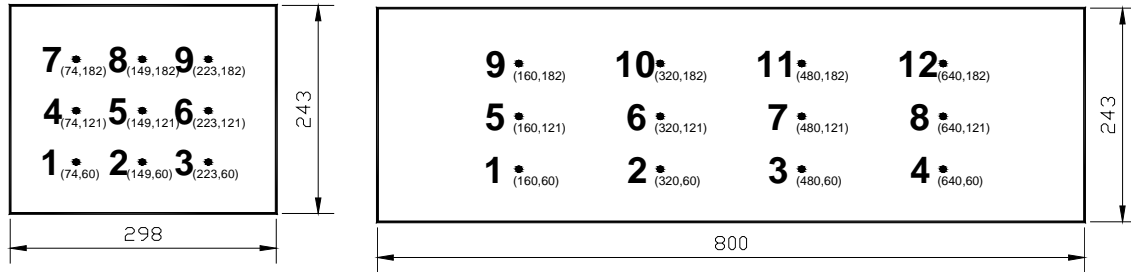 7 8 9
(74,182) (149,182) (223,182)
4 5 6
(74,121) (149,121) (223,121)
1 2 3
(74,60) (149,60) (223,60)
243
298
9 10 11 12
(160,182) (320,182) (480,182) (640,182)
5 6 7 8
(160,121) (320,121) (480,121) (640,121)
1 2 3 4
(160,60) (320,60) (480,60) (640,60)
243
800